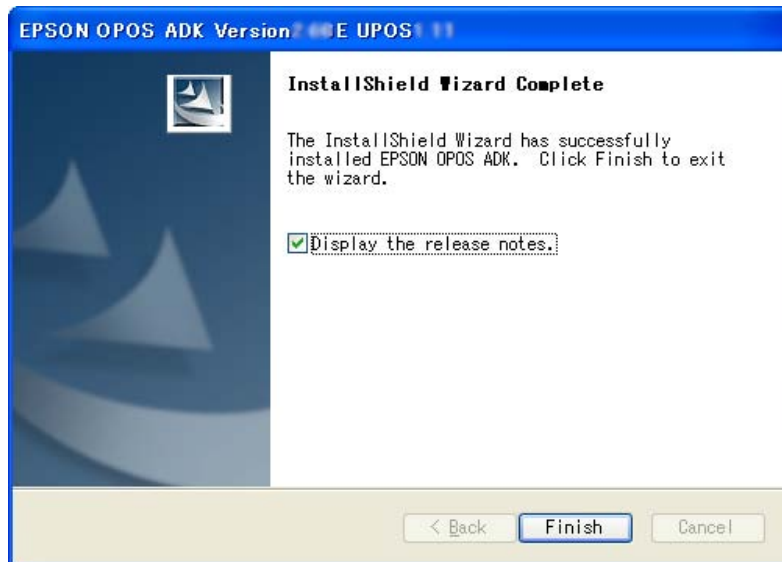 EPSON OPOS ADK Version E UPOS
InstallShield Wizard Complete
The InstallShield Wizard has successfully
installed EPSON OPOS ADK. Click Finish to exit
the wizard.
Display the release notes.
< Back
Finish
Cancel